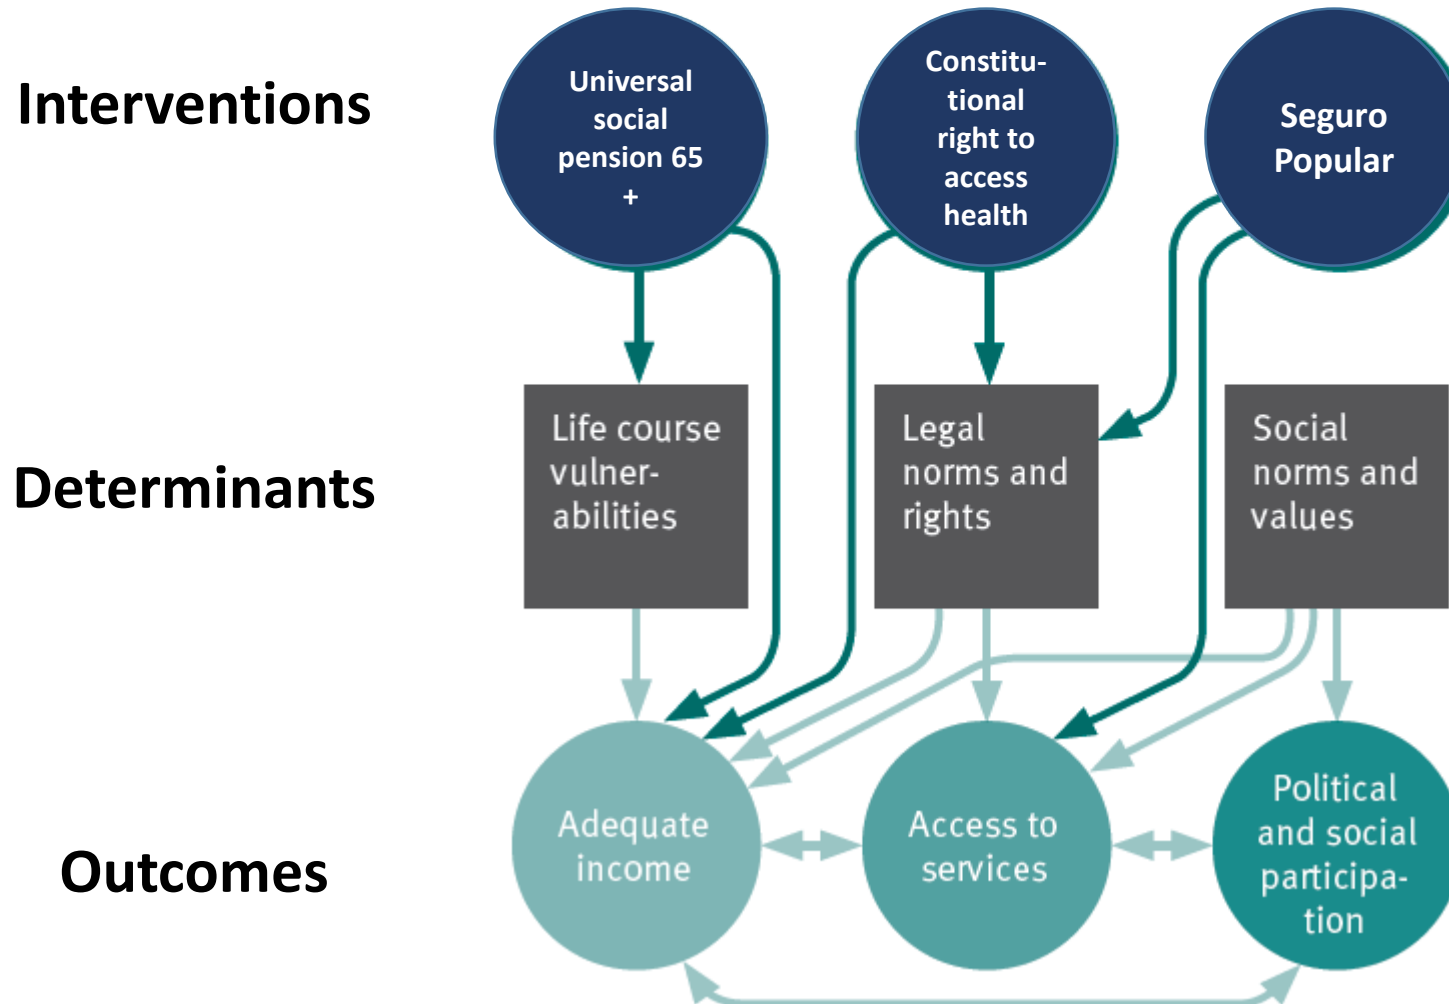 Interventions
Universal
social
pension 65
+
Constitu-
tional
right to
access
health
Seguro
Popular
Determinants
Life course
vulner-
abilities
Legal
norms and
rights
Social
norms and
values
Outcomes
Adequate
income
Access to
services
Political
and social
participa-
tion